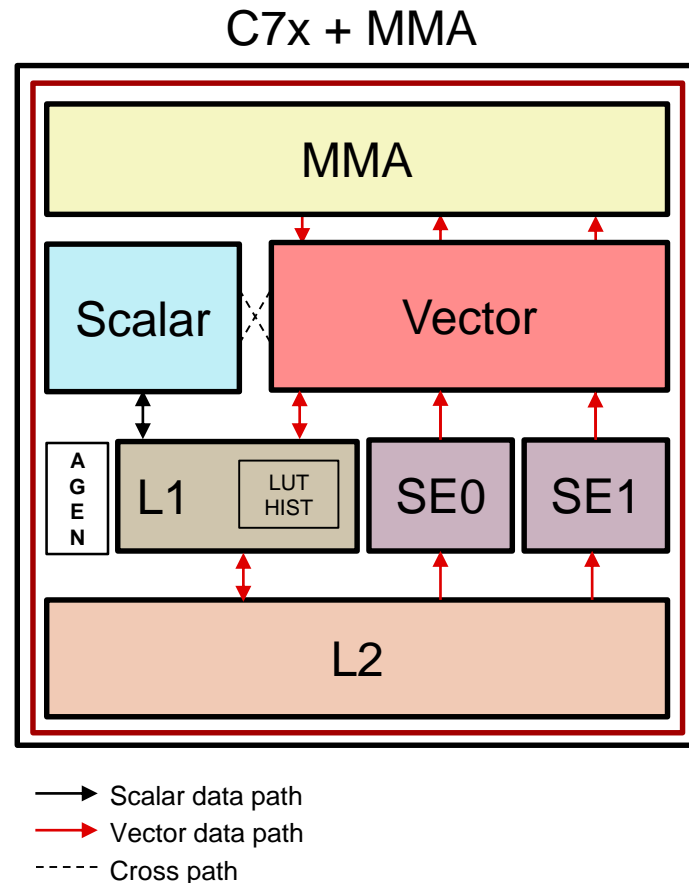 C7x + MMA
MMA
Scalar
Vector
A
G
E
N
L1
LUT
HIST
SE0
SE1
L2
Scalar data path
Vector data path
Cross path